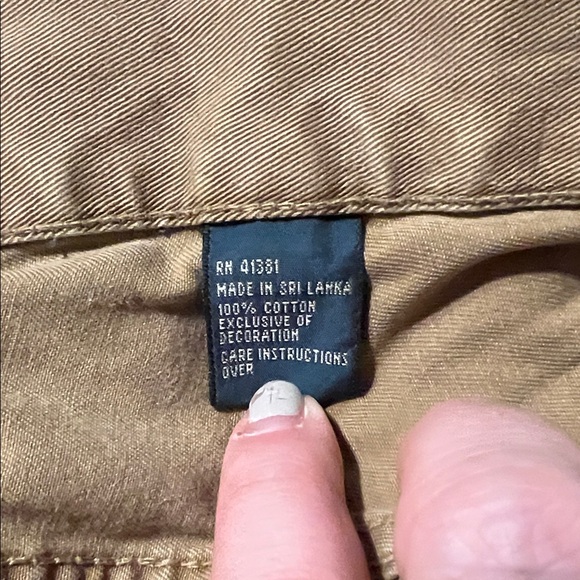 RN 41381
MADE IN SRI LANKA
100% COTTON
EXCLUSIVE OF
DECORATION
CARE INSTRUCTIONS
OVER